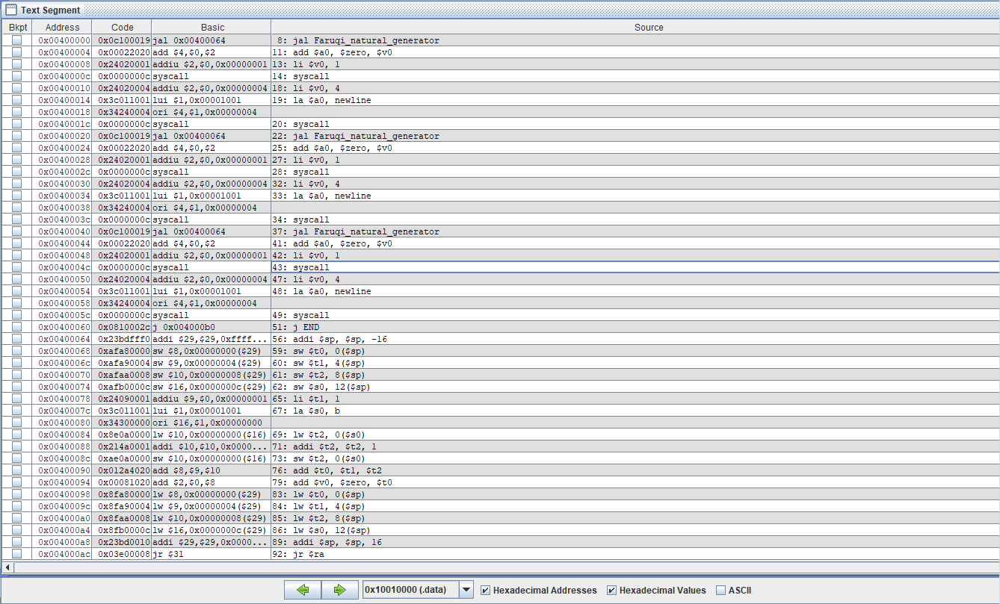 Text Segment
Bkpt Address Code Basic Source
0x00400000 0x0c100019 jal 0x00400064 8: jal Faruqi_natural_generator
0x00400004 0x00022020 add $4,$0,$2 11: add $a0, $zero, $v0
0x00400008 0x24020001 addiu $2,$0,0x00000001 13: li $v0, 1
0x0040000c 0x0000000c syscall 14: syscall
0x00400010 0x24020004 addiu $2,$0,0x00000004 18: li $v0, 4
0x00400014 0x3c011001 lui $1,0x00001001 19: la $a0, newline
0x00400018 0x34240004 ori $4,$1,0x00000004
0x0040001c 0x0000000c syscall 20: syscall
0x00400020 0x0c100019 jal 0x00400064 22: jal Faruqi_natural_generator
0x00400024 0x00022020 add $4,$0,$2 25: add $a0, $zero, $v0
0x00400028 0x24020001 addiu $2,$0,0x00000001 27: li $v0, 1
0x0040002c 0x0000000c syscall 28: syscall
0x00400030 0x24020004 addiu $2,$0,0x00000004 32: li $v0, 4
0x00400034 0x3c011001 lui $1,0x00001001 33: la $a0, newline
0x00400038 0x34240004 ori $4,$1,0x00000004
0x0040003c 0x0000000c syscall 34: syscall
0x00400040 0x0c100019 jal 0x00400064 37: jal Faruqi_natural_generator
0x00400044 0x00022020 add $4,$0,$2 41: add $a0, $zero, $v0
0x00400048 0x24020001 addiu $2,$0,0x00000001 42: li $v0, 1
0x0040004c 0x0000000c syscall 43: syscall
0x00400050 0x24020004 addiu $2,$0,0x00000004 47: li $v0, 4
0x00400054 0x3c011001 lui $1,0x00001001 48: la $a0, newline
0x00400058 0x34240004 ori $4,$1,0x00000004
0x0040005c 0x0000000c syscall 49: syscall
0x00400060 0x0810002c j 0x004000b0 51: j END
0x00400064 0x23bdfff0 addi $29,$29,0xffff... 56: addi $sp, $sp, -16
0x00400068 0xafa80000 sw $8,0x00000000($29) 59: sw $t0, 0($sp)
0x0040006c 0xafa90004 sw $9,0x00000004($29) 60: sw $t1, 4($sp)
0x00400070 0xafaa0008 sw $10,0x00000008($29) 61: sw $t2, 8($sp)
0x00400074 0xafb0000c sw $16,0x0000000c($29) 62: sw $s0, 12($sp)
0x00400078 0x24090001 addiu $9,$0,0x00000001 65: li $t1, 1
0x0040007c 0x3c011001 lui $1,0x00001001 67: la $s0, b
0x00400080 0x34300000 ori $16,$1,0x00000000
0x00400084 0x8e0a0000 lw $10,0x00000000($16) 69: lw $t2, 0($s0)
0x00400088 0x214a0001 addi $10,$10,0x0000... 71: addi $t2, $t2, 1
0x0040008c 0xae0a0000 sw $10,0x00000000($16) 73: sw $t2, 0($s0)
0x00400090 0x012a4020 add $8,$9,$10 76: add $t0, $t1, $t2
0x00400094 0x00081020 add $2,$0,$8 79: add $v0, $zero, $t0
0x00400098 0x8fa80000 lw $8,0x00000000($29) 83: lw $t0, 0($sp)
0x0040009c 0x8fa90004 lw $9,0x00000004($29) 84: lw $t1, 4($sp)
0x004000a0 0x8faa0008 lw $10,0x00000008($29) 85: lw $t2, 8($sp)
0x004000a4 0x8fb0000c lw $16,0x0000000c($29) 86: lw $s0, 12($sp)
0x004000a8 0x23bd0010 addi $29,$29,0x0000... 89: addi $sp, $sp, 16
0x004000ac 0x03e00008 jr $31 92: jr $ra
0x10010000 (.data) Hexadecimal Addresses Hexadecimal Values ASCII